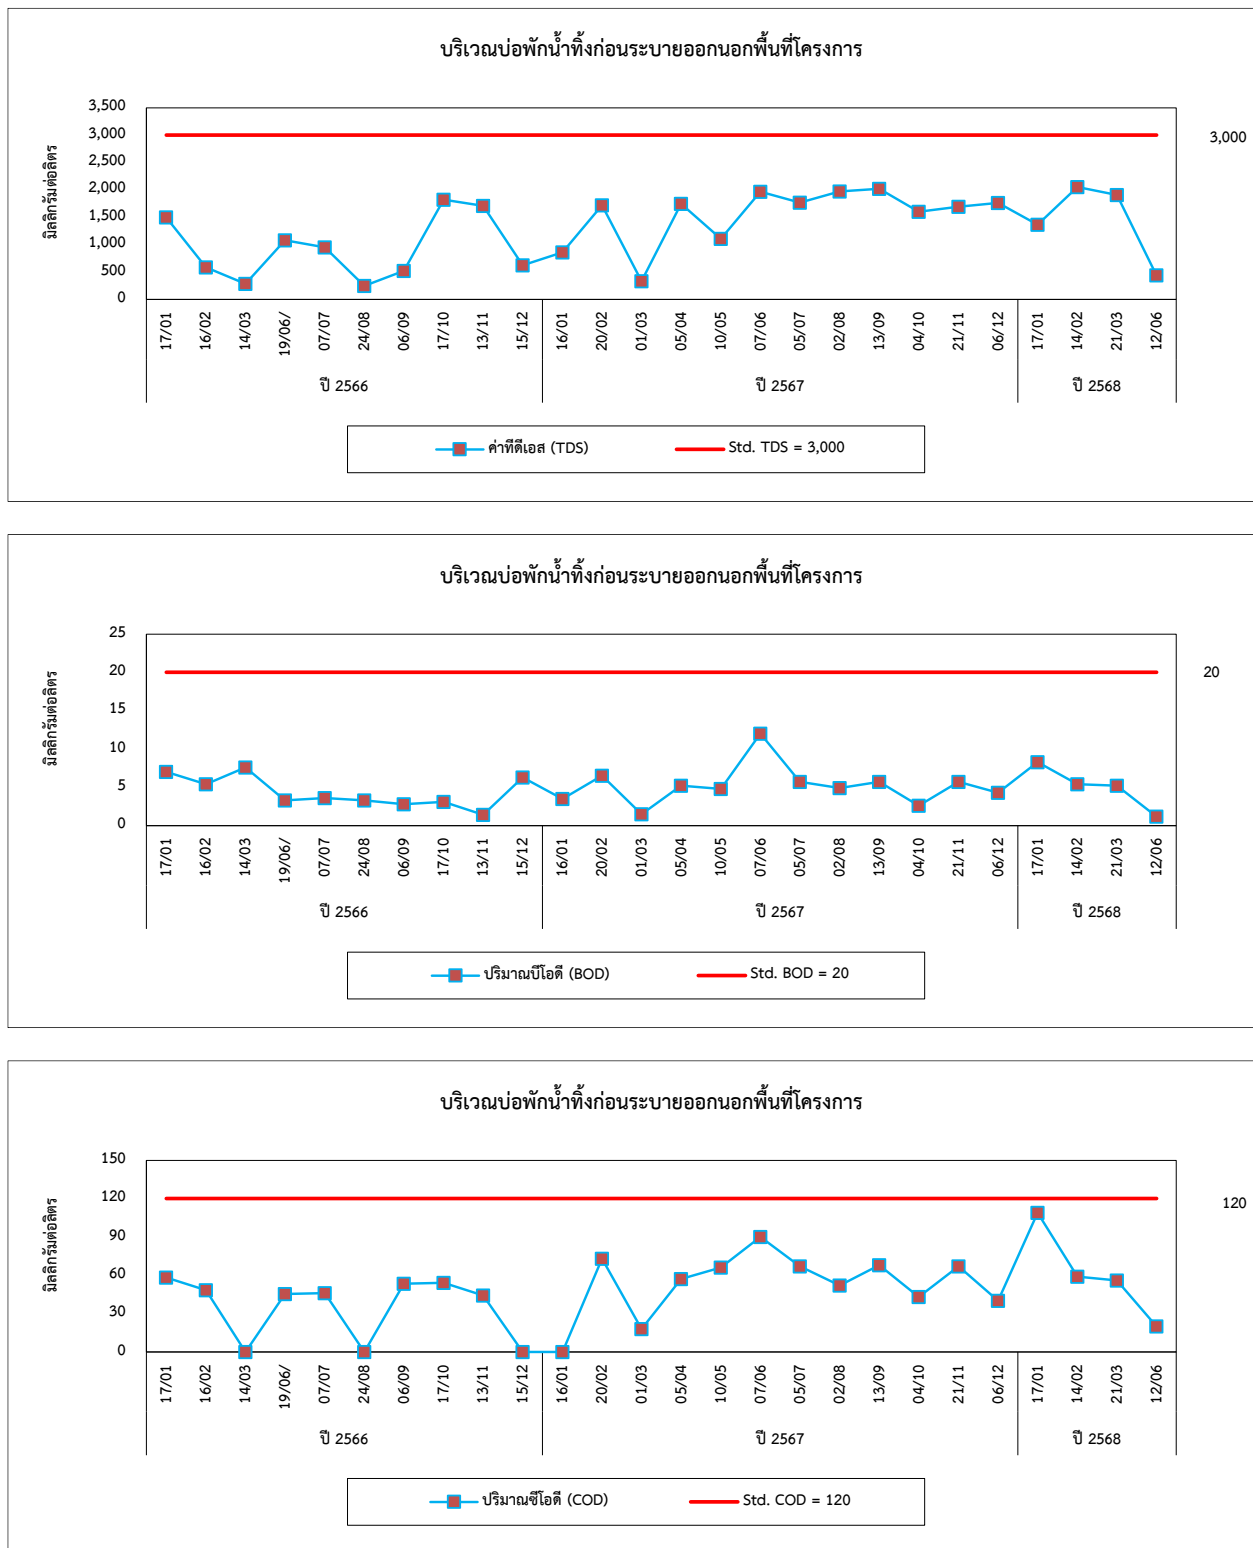 บริเวณบ่อพักน้ำทิ้งก่อนระบายออกนอกพื้นที่โครงการ
มิลลิกรัมต่อลิตร
3,500
3,000
2,500
2,000
1,500
1,000
500
0
3,000
17/01 16/02 14/03 19/06/ 07/07 24/08 06/09 17/10 13/11 15/12 16/01 20/02 01/03 05/04 10/05 07/06 05/07 02/08 13/09 04/10 21/11 06/12 17/01 14/02 21/03 12/06
ปี 2566 ปี 2567 ปี 2568
ค่าทีดีเอส (TDS) Std. TDS = 3,000
บริเวณบ่อพักน้ำทิ้งก่อนระบายออกนอกพื้นที่โครงการ
มิลลิกรัมต่อลิตร
25
20
15
10
5
0
20
17/01 16/02 14/03 19/06/ 07/07 24/08 06/09 17/10 13/11 15/12 16/01 20/02 01/03 05/04 10/05 07/06 05/07 02/08 13/09 04/10 21/11 06/12 17/01 14/02 21/03 12/06
ปี 2566 ปี 2567 ปี 2568
ปริมาณบีโอดี (BOD) Std. BOD = 20
บริเวณบ่อพักน้ำทิ้งก่อนระบายออกนอกพื้นที่โครงการ
มิลลิกรัมต่อลิตร
150
120
90
60
30
0
120
17/01 16/02 14/03 19/06/ 07/07 24/08 06/09 17/10 13/11 15/12 16/01 20/02 01/03 05/04 10/05 07/06 05/07 02/08 13/09 04/10 21/11 06/12 17/01 14/02 21/03 12/06
ปี 2566 ปี 2567 ปี 2568
ปริมาณซีโอดี (COD) Std. COD = 120